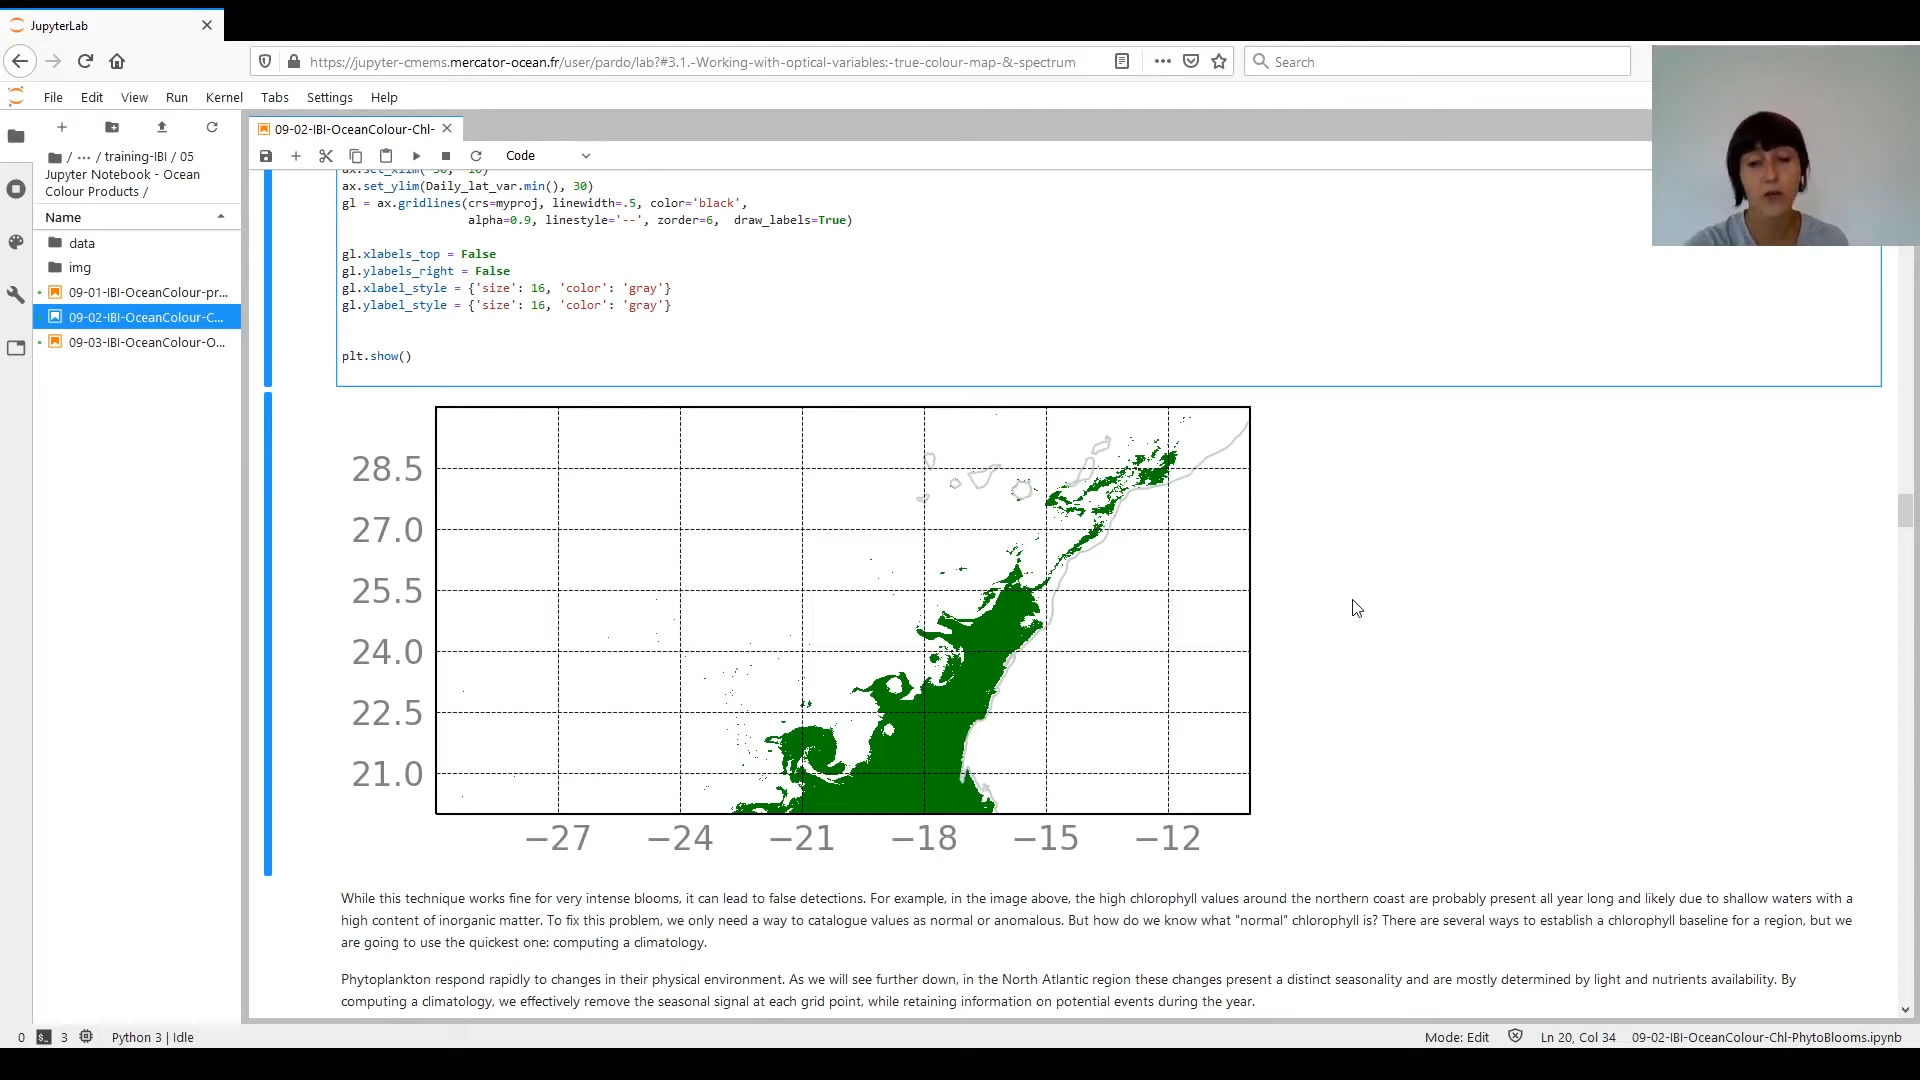 JupyterLab
https://jupyter-cmems.mercator-ocean.fr/user/pardo/lab?#3.1.-Working-with-optical-variables:-true-colour-map-&-spectrum
Search
File Edit View Run Kernel Tabs Settings Help
/ ··· / training-IBI / 05
Jupyter Notebook - Ocean
Colour Products /
Name
data
img
09-01-IBI-OceanColour-pr...
09-02-IBI-OceanColour-C...
09-03-IBI-OceanColour-O...
09-02-IBI-OceanColour-Chl-
Code
ax.set_ylim(Daily_lat_var.min(), 30)
gl = ax.gridlines(crs=myproj, linewidth=.5, color='black',
alpha=0.9, linestyle='--', zorder=6,  draw_labels=True)
gl.xlabels_top = False
gl.ylabels_right = False
gl.xlabel_style = {'size': 16, 'color': 'gray'}
gl.ylabel_style = {'size': 16, 'color': 'gray'}
plt.show()
28.5
27.0
25.5
24.0
22.5
21.0
−27 −24 −21 −18 −15 −12
While this technique works fine for very intense blooms, it can lead to false detections. For example, in the image above, the high chlorophyll values around the northern coast are probably present all year long and likely due to shallow waters with a
high content of inorganic matter. To fix this problem, we only need a way to catalogue values as normal or anomalous. But how do we know what "normal" chlorophyll is? There are several ways to establish a chlorophyll baseline for a region, but we
are going to use the quickest one: computing a climatology.
Phytoplankton respond rapidly to changes in their physical environment. As we will see further down, in the North Atlantic region these changes present a distinct seasonality and are mostly determined by light and nutrients availability. By
computing a climatology, we effectively remove the seasonal signal at each grid point, while retaining information on potential events during the year.
0 3 Python 3 | Idle
Mode: Edit Ln 20, Col 34 09-02-IBI-OceanColour-Chl-PhytoBlooms.ipynb